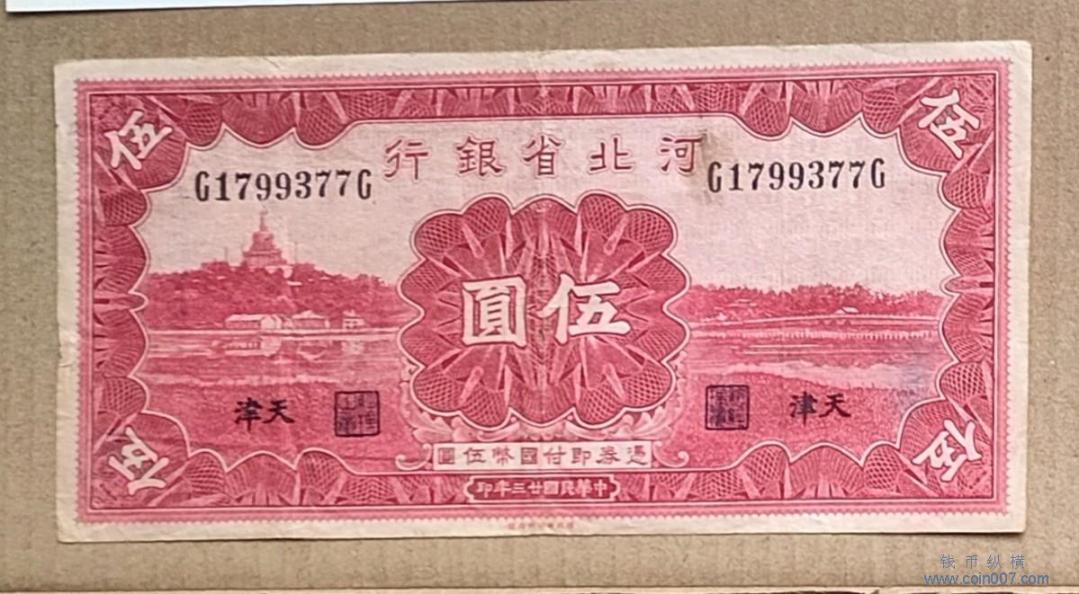 河北省銀行
G1799377G
G1799377G
伍
伍
伍圓
天津
天津
伍
伍
憑券即付國幣伍圓
中華民國廿三年印
钱币纵横
www.coin007.com